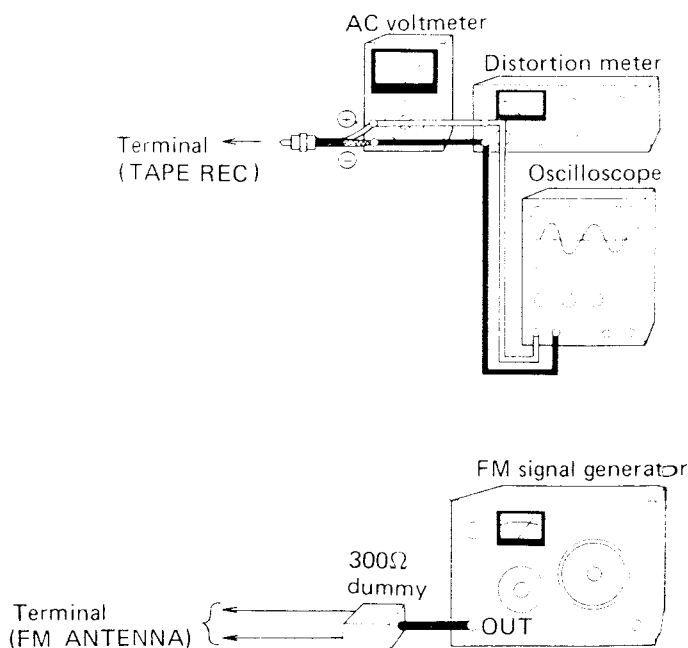 AC voltmeter
Distortion meter
⊕
Terminal
(TAPE REC)
⊖
Oscilloscope
FM signal generator
300Ω
dummy
Terminal
(FM ANTENNA)
OUT